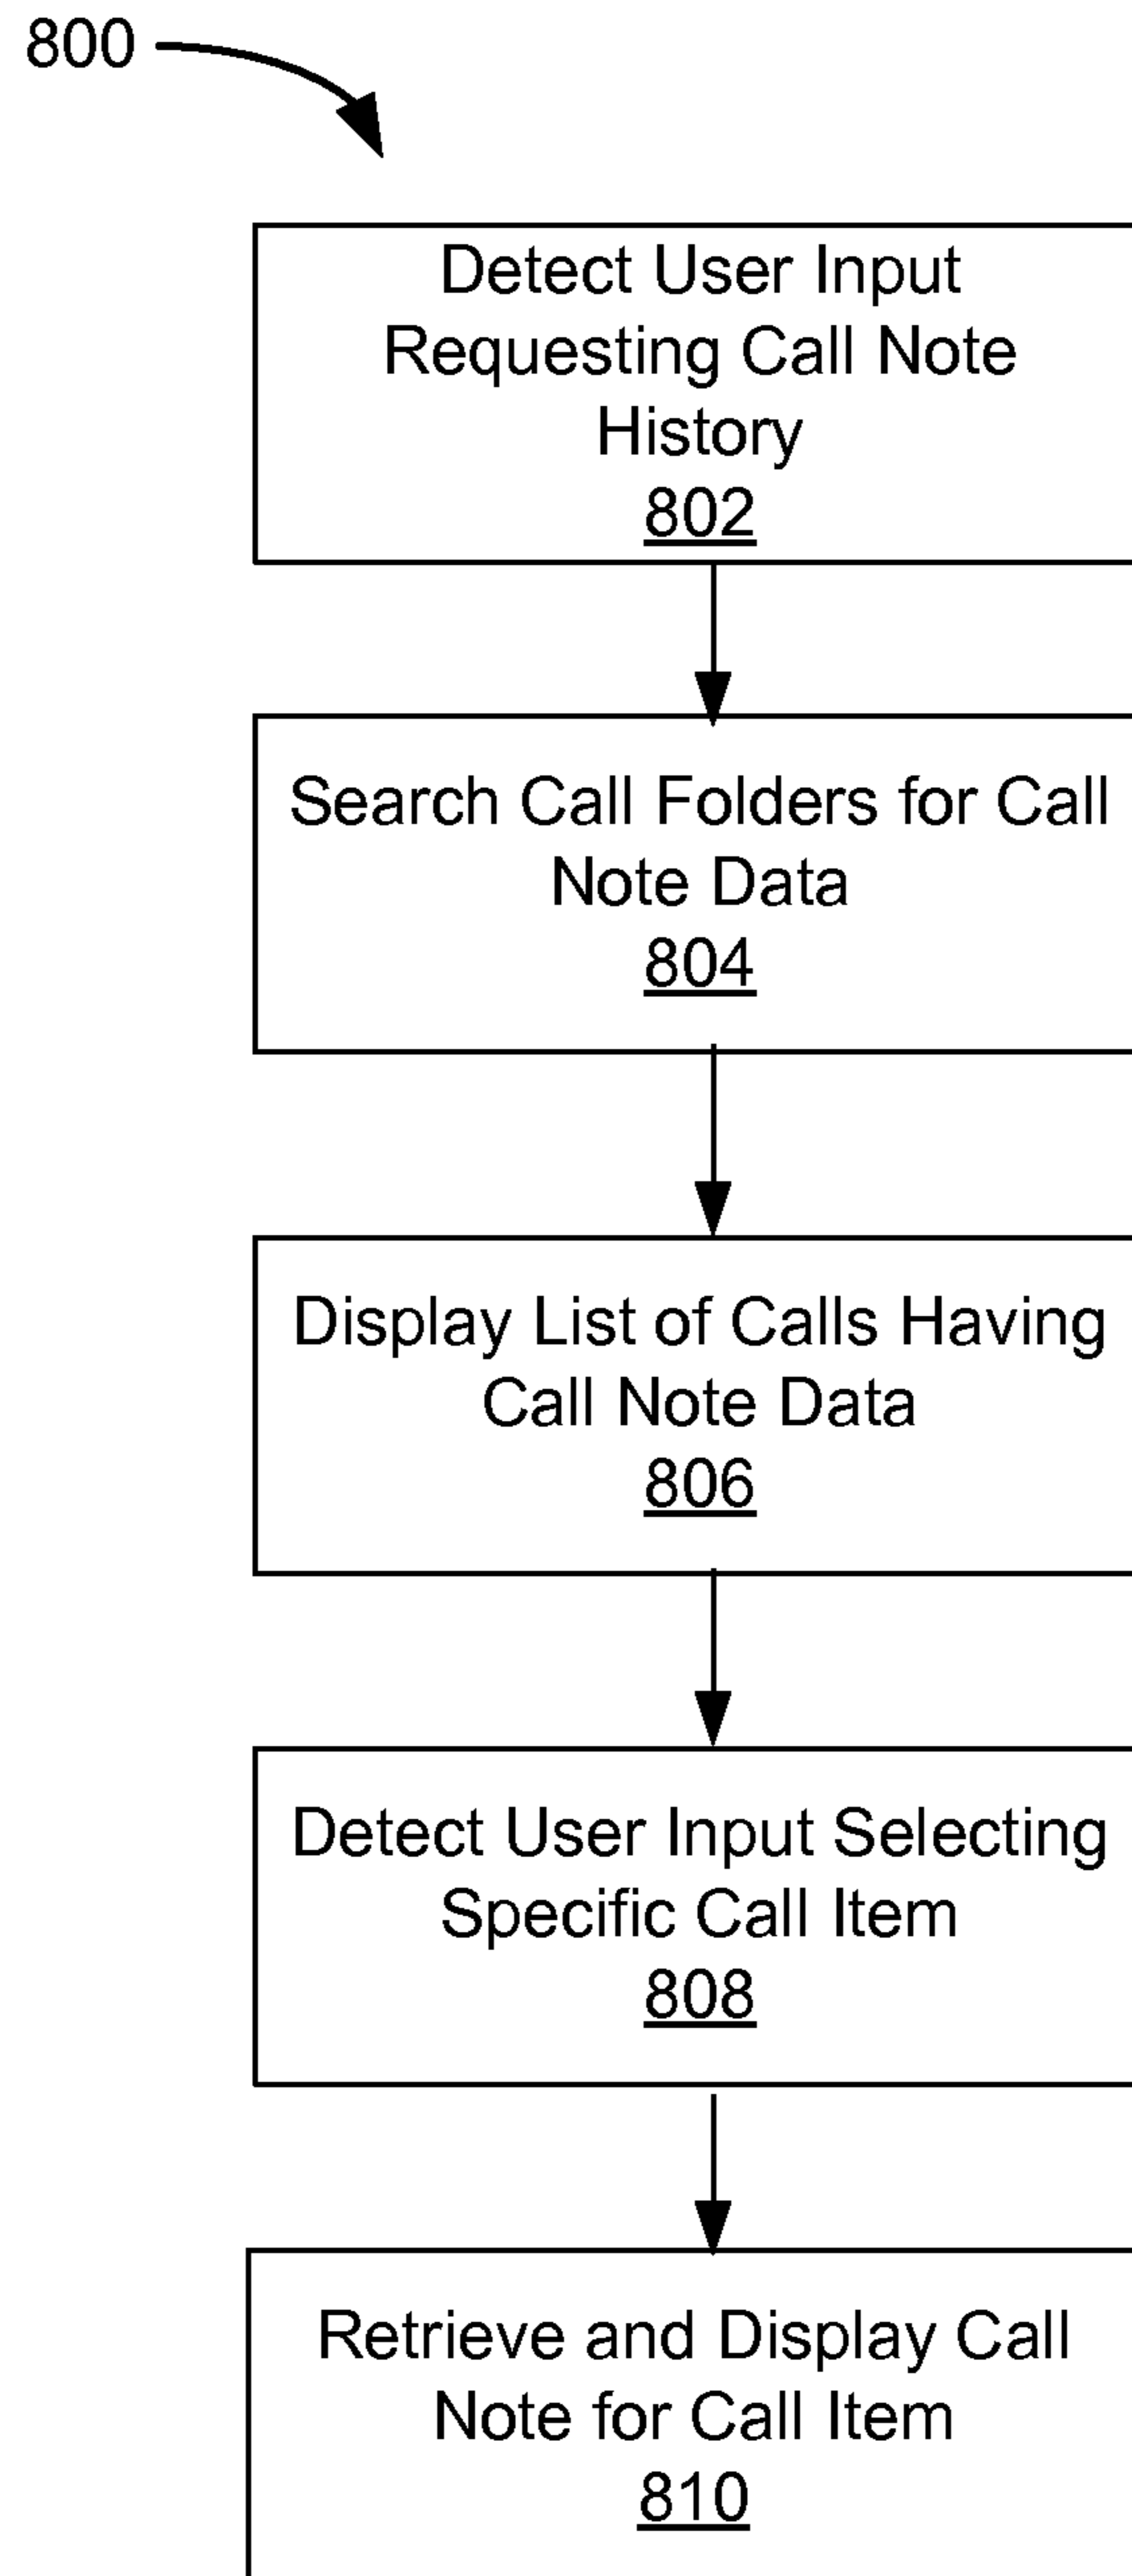 800
Detect User Input
Requesting Call Note
History
802
Search Call Folders for Call
Note Data
804
Display List of Calls Having
Call Note Data
806
Detect User Input Selecting
Specific Call Item
808
Retrieve and Display Call
Note for Call Item
810